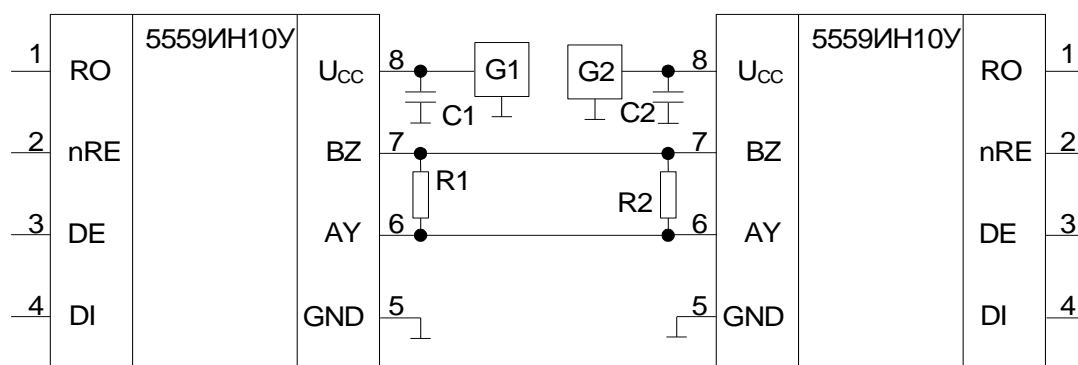 5559ИН10У 5559ИН10У
1 RO U_CC 8 G1 G2 8 U_CC RO 1
C1 C2
2 nRE BZ 7 7 BZ nRE 2
R1 R2
3 DE AY 6 6 AY DE 3
4 DI GND 5 5 GND DI 4